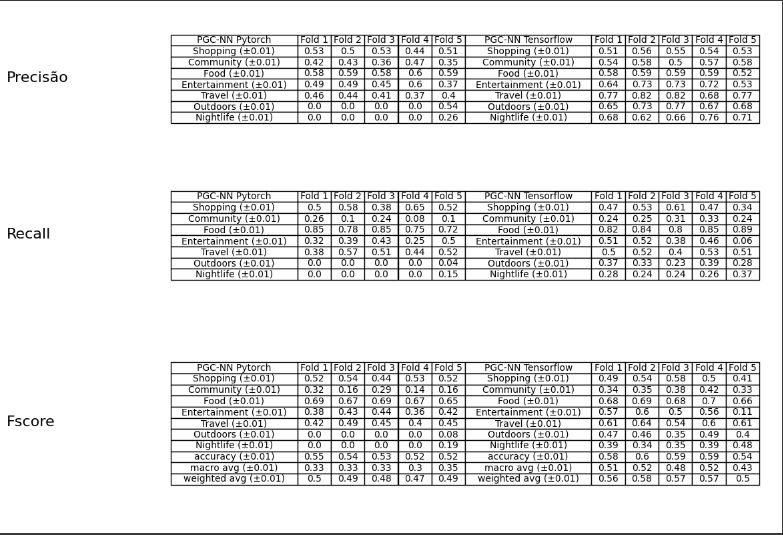 Precisão
PGC-NN Pytorch Fold 1 Fold 2 Fold 3 Fold 4 Fold 5 PGC-NN Tensorflow Fold 1 Fold 2 Fold 3 Fold 4 Fold 5
Shopping (±0.01) 0.53 0.5 0.53 0.44 0.51 Shopping (±0.01) 0.51 0.56 0.55 0.54 0.53
Community (±0.01) 0.42 0.43 0.36 0.47 0.35 Community (±0.01) 0.54 0.58 0.5 0.57 0.58
Food (±0.01) 0.58 0.59 0.58 0.6 0.59 Food (±0.01) 0.58 0.59 0.59 0.59 0.52
Entertainment (±0.01) 0.49 0.49 0.45 0.6 0.37 Entertainment (±0.01) 0.64 0.73 0.73 0.72 0.53
Travel (±0.01) 0.46 0.44 0.41 0.37 0.4 Travel (±0.01) 0.77 0.82 0.82 0.68 0.77
Outdoors (±0.01) 0.0 0.0 0.0 0.0 0.54 Outdoors (±0.01) 0.65 0.73 0.77 0.67 0.68
Nightlife (±0.01) 0.0 0.0 0.0 0.0 0.26 Nightlife (±0.01) 0.68 0.62 0.66 0.76 0.71
Recall
PGC-NN Pytorch Fold 1 Fold 2 Fold 3 Fold 4 Fold 5 PGC-NN Tensorflow Fold 1 Fold 2 Fold 3 Fold 4 Fold 5
Shopping (±0.01) 0.5 0.58 0.38 0.65 0.52 Shopping (±0.01) 0.47 0.53 0.61 0.47 0.34
Community (±0.01) 0.26 0.1 0.24 0.08 0.1 Community (±0.01) 0.24 0.25 0.31 0.33 0.24
Food (±0.01) 0.85 0.78 0.85 0.75 0.72 Food (±0.01) 0.82 0.84 0.8 0.85 0.89
Entertainment (±0.01) 0.32 0.39 0.43 0.25 0.5 Entertainment (±0.01) 0.51 0.52 0.38 0.46 0.06
Travel (±0.01) 0.38 0.57 0.51 0.44 0.52 Travel (±0.01) 0.5 0.52 0.4 0.53 0.51
Outdoors (±0.01) 0.0 0.0 0.0 0.0 0.04 Outdoors (±0.01) 0.37 0.33 0.23 0.39 0.28
Nightlife (±0.01) 0.0 0.0 0.0 0.0 0.15 Nightlife (±0.01) 0.28 0.24 0.24 0.26 0.37
Fscore
PGC-NN Pytorch Fold 1 Fold 2 Fold 3 Fold 4 Fold 5 PGC-NN Tensorflow Fold 1 Fold 2 Fold 3 Fold 4 Fold 5
Shopping (±0.01) 0.52 0.54 0.44 0.53 0.52 Shopping (±0.01) 0.49 0.54 0.58 0.5 0.41
Community (±0.01) 0.32 0.16 0.29 0.14 0.16 Community (±0.01) 0.34 0.35 0.38 0.42 0.33
Food (±0.01) 0.69 0.67 0.69 0.67 0.65 Food (±0.01) 0.68 0.69 0.68 0.7 0.66
Entertainment (±0.01) 0.38 0.43 0.44 0.36 0.42 Entertainment (±0.01) 0.57 0.6 0.5 0.56 0.11
Travel (±0.01) 0.42 0.49 0.45 0.4 0.45 Travel (±0.01) 0.61 0.64 0.54 0.6 0.61
Outdoors (±0.01) 0.0 0.0 0.0 0.0 0.08 Outdoors (±0.01) 0.47 0.46 0.35 0.49 0.4
Nightlife (±0.01) 0.0 0.0 0.0 0.0 0.19 Nightlife (±0.01) 0.39 0.34 0.35 0.39 0.48
accuracy (±0.01) 0.55 0.54 0.53 0.52 0.52 accuracy (±0.01) 0.58 0.6 0.59 0.59 0.54
macro avg (±0.01) 0.33 0.33 0.33 0.3 0.35 macro avg (±0.01) 0.51 0.52 0.48 0.52 0.43
weighted avg (±0.01) 0.5 0.49 0.48 0.47 0.49 weighted avg (±0.01) 0.56 0.58 0.57 0.57 0.5